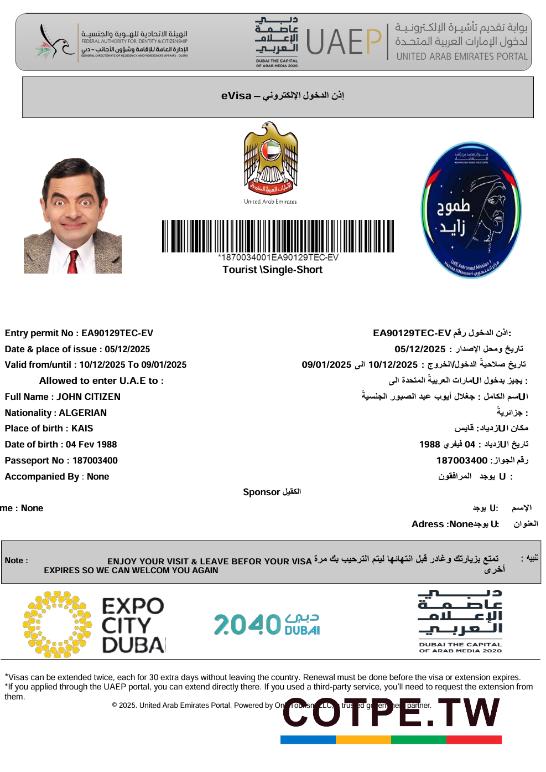 الهيئة الاتحادية للهوية والجنسية
FEDERAL AUTHORITY FOR IDENTITY & CITIZENSHIP
الإدارة العامة للإقامة وشؤون الأجانب - دبي
GENERAL DIRECTORATE OF RESIDENCY AND FOREIGNERS AFFAIRS - DUBAI
دبي
عاصمة
الإعلام
العربي
DUBAI THE CAPITAL
OF ARAB MEDIA 2020
UAEP
بوابة تقديم تأشيرة الإلكترونية
لدخول الإمارات العربية المتحدة
UNITED ARAB EMIRATES PORTAL
إذن الدخول الإلكتروني – eVisa
United Arab Emirates
طموح
زايد
*1870034001EA90129TEC-EV
Tourist \Single-Short
Entry permit No : EA90129TEC-EV
اذن الدخول رقم EA90129TEC-EV:
Date & place of issue : 05/12/2025
تاريخ ومحل الإصدار : 05/12/2025
Valid from/until : 10/12/2025 To 09/01/2025
تاريخ صلاحية الدخول/الخروج : 10/12/2025 الى 09/01/2025
Allowed to enter U.A.E to :
يجيز بدخول الUمارات العربية المتحدة الى :
Full Name : JOHN CITIZEN
الUاسم الكامل : جغلال أيوب عبد الصبور الجنسية
Nationality : ALGERIAN
: جزائرية
Place of birth : KAIS
مكان الUازدياد: قايس
Date of birth : 04 Fev 1988
تاريخ الUازدياد : 04 فيفري 1988
Passeport No : 187003400
رقم الجواز: 187003400
Accompanied By : None
المرافقون : U يوجد
Sponsor الكفيل
me : None
الإسم :U يوجد
العنوان :U يوجدAdress :None
Note :
ENJOY YOUR VISIT & LEAVE BEFOR YOUR VISA
EXPIRES SO WE CAN WELCOM YOU AGAIN
تمتع بزيارتك وغادر قبل انتهائها ليتم الترحيب بك مرة
أخرى
تنبيه :
EXPO
CITY
DUBAI
2040 دبي
DUBAI
دبي
عاصمة
الإعلام
العربي
DUBAI THE CAPITAL
OF ARAB MEDIA 2020
*Visas can be extended twice, each for 30 extra days without leaving the country. Renewal must be done before the visa or extension expires.
*If you applied through the UAEP portal, you can extend directly there. If you used a third-party service, you'll need to request the extension from
them.
© 2025. United Arab Emirates Portal. Powered by partner.
COTPE.TW